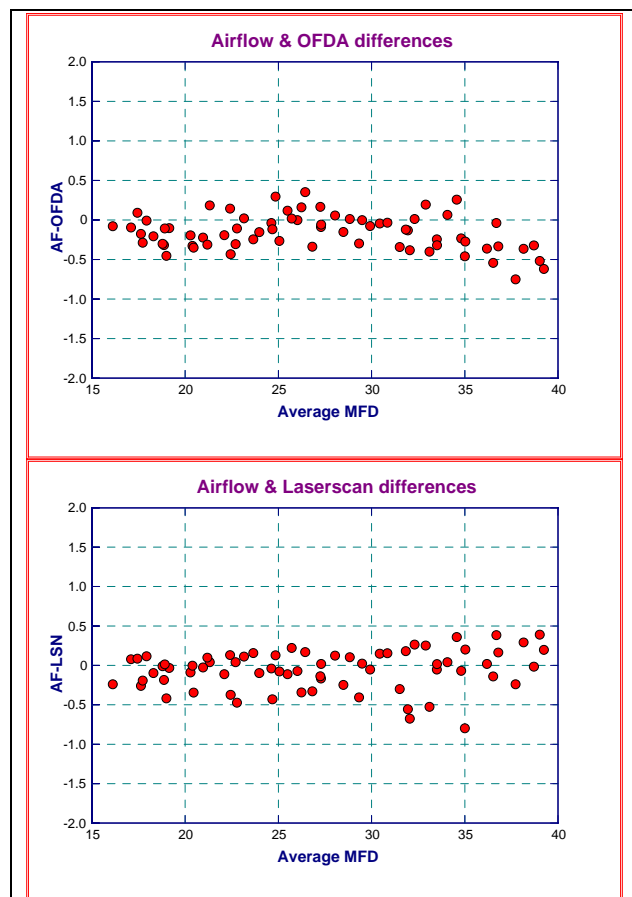 Airflow & OFDA differences
2.0
1.5
1.0
0.5
0
-0.5
-1.0
-1.5
-2.0
AF-OFDA
15 20 25 30 35 40
Average MFD
Airflow & Laserscan differences
2.0
1.5
1.0
0.5
0
-0.5
-1.0
-1.5
-2.0
AF-LSN
15 20 25 30 35 40
Average MFD